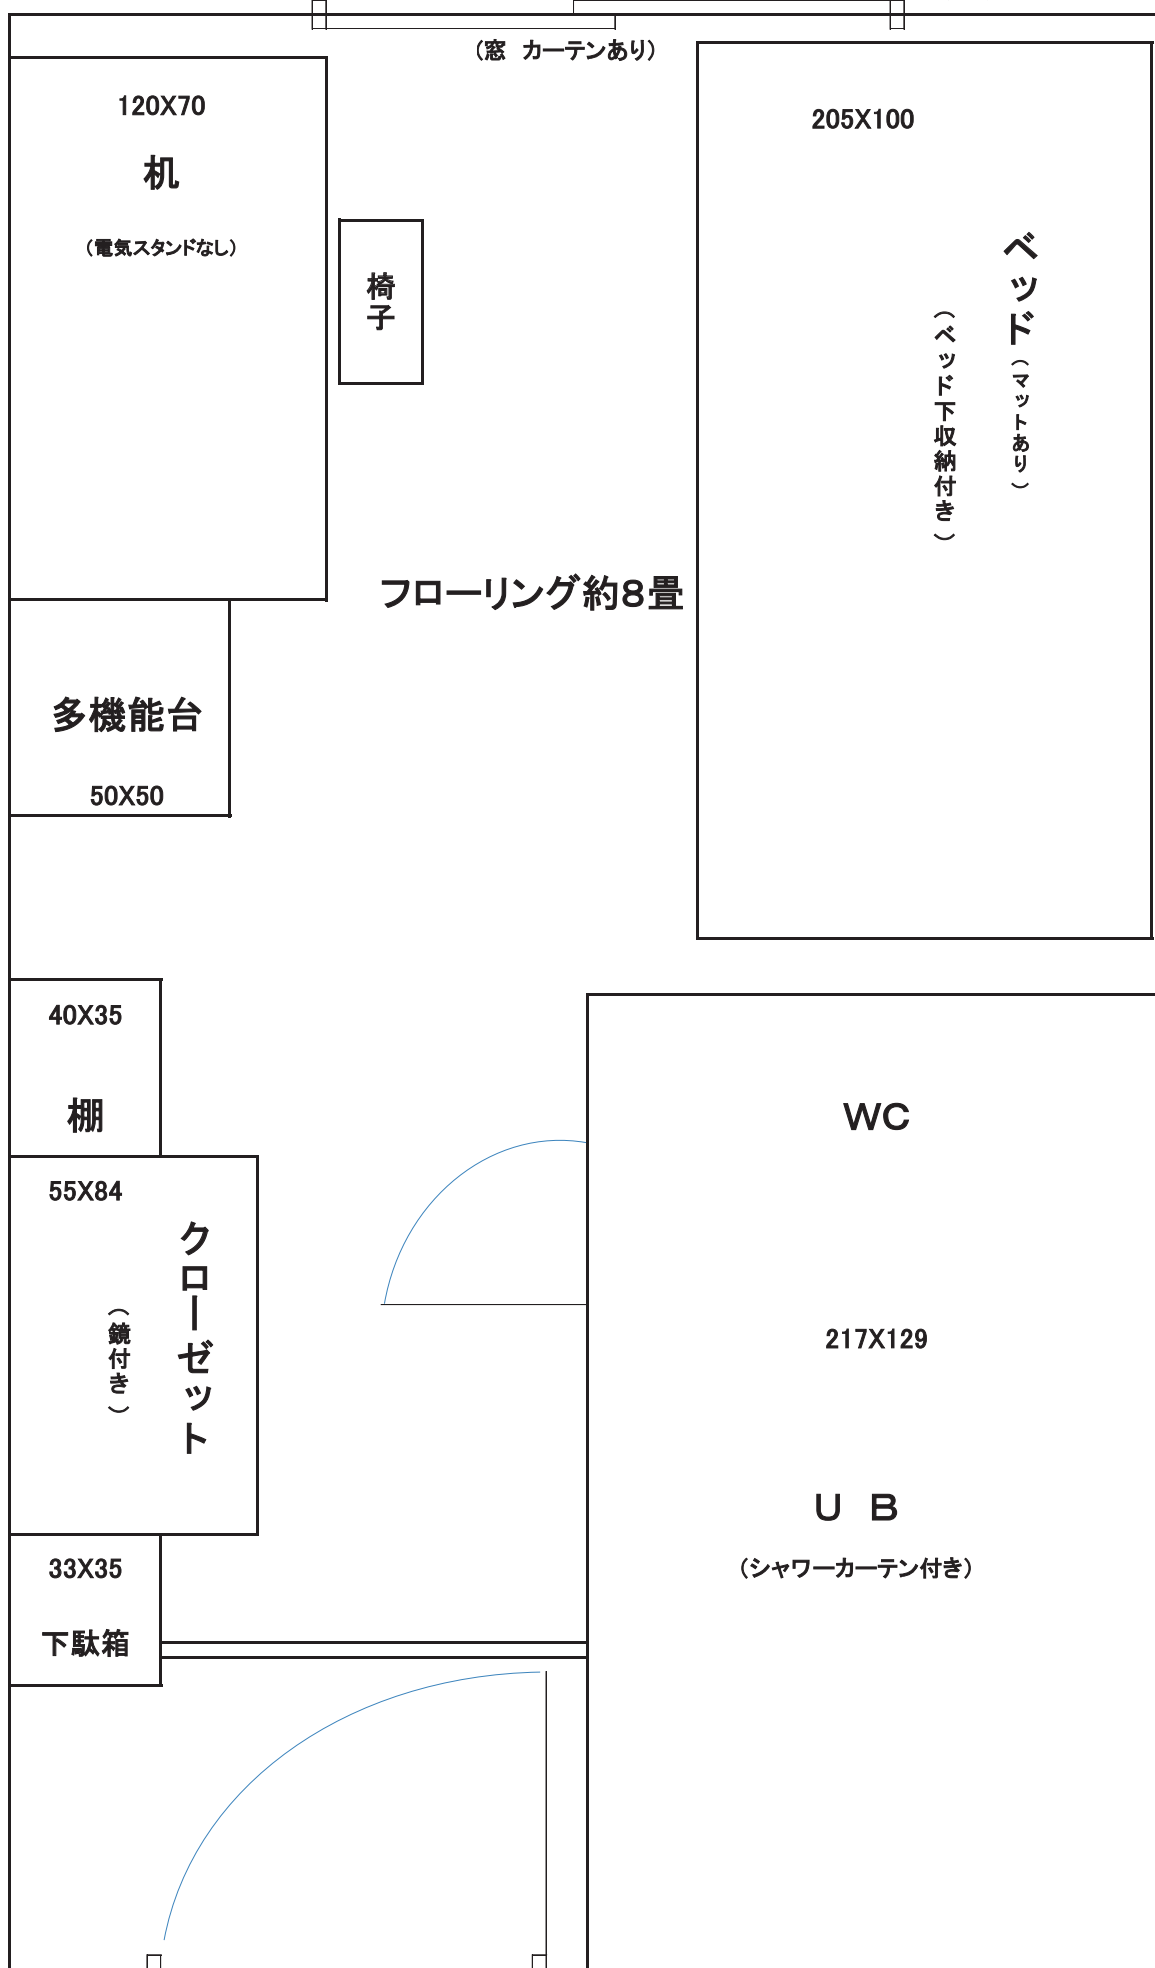 （窓　カーテンあり）
120X70
机
（電気スタンドなし）
椅子
205X100
ベッド（マットあり）
（ベッド下収納付き）
フローリング約８畳
多機能台
50X50
40X35
棚
55X84
クローゼット
（鏡付き）
33X35
下駄箱
WC
217X129
Ｕ　Ｂ
（シャワーカーテン付き）